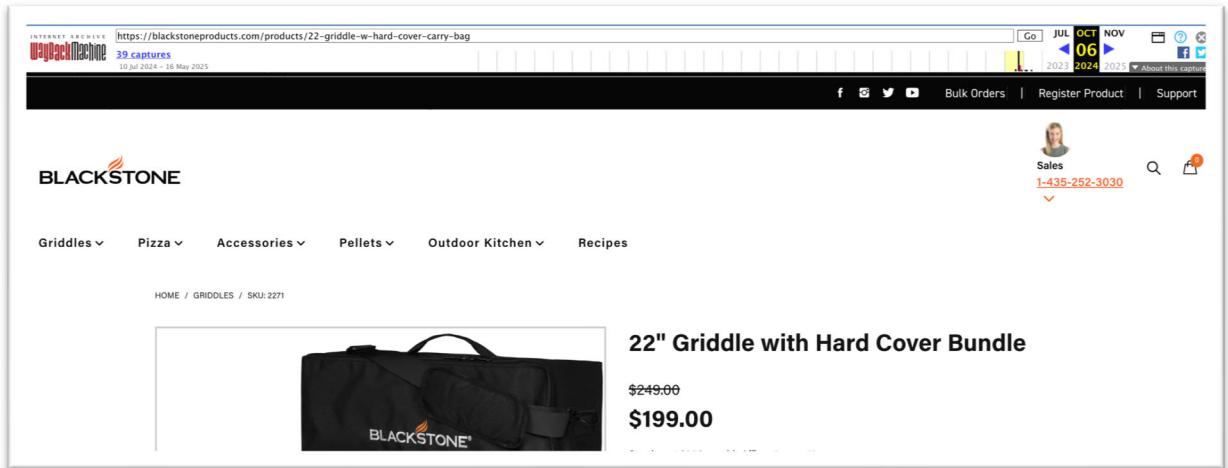 INTERNET ARCHIVE
WayBackMachine
https://blackstoneproducts.com/products/22-griddle-w-hard-cover-carry-bag
Go
JUL OCT NOV
39 captures
06
10 Jul 2024 – 16 May 2025
2023 2024 2025
▼ About this capture
Bulk Orders | Register Product | Support
BLACKSTONE
Sales
1-435-252-3030
0
Griddles Pizza Accessories Pellets Outdoor Kitchen Recipes
HOME / GRIDDLES / SKU: 2271
22" Griddle with Hard Cover Bundle
$249.00
$199.00
BLACKSTONE®